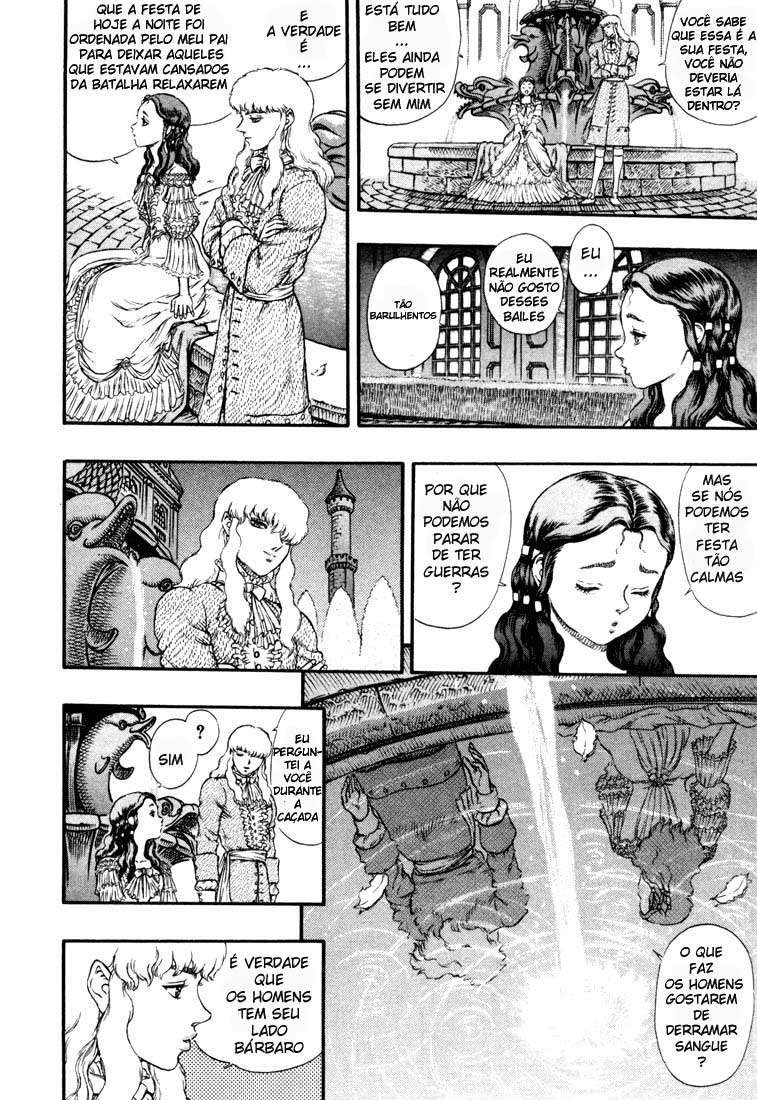 VOCÊ SABE
QUE ESSA É A
SUA FESTA,
VOCÊ NÃO
DEVERIA
ESTAR LÁ
DENTRO?
ESTÁ TUDO
BEM
...
ELES AINDA
PODEM
SE DIVERTIR
SEM MIM
E
A VERDADE
É
...
QUE A FESTA DE
HOJE A NOITE FOI
ORDENADA PELO MEU PAI
PARA DEIXAR AQUELES
QUE ESTAVAM CANSADOS
DA BATALHA RELAXAREM
EU
...
EU
REALMENTE
NÃO GOSTO
DESSES
BAILES
TÃO
BARULHENTOS
MAS
SE NÓS
PODEMOS
TER
FESTA
TÃO
CALMAS
POR QUE
NÃO
PODEMOS
PARAR
DE TER
GUERRAS
?
EU
PERGUN-
TEI A
VOCÊ
DURANTE
A
CAÇADA
?
SIM
O QUE
FAZ
OS HOMENS
GOSTAREM
DE
DERRAMAR
SANGUE
?
É VERDADE
QUE
OS HOMENS
TEM SEU
LADO
BÁRBARO